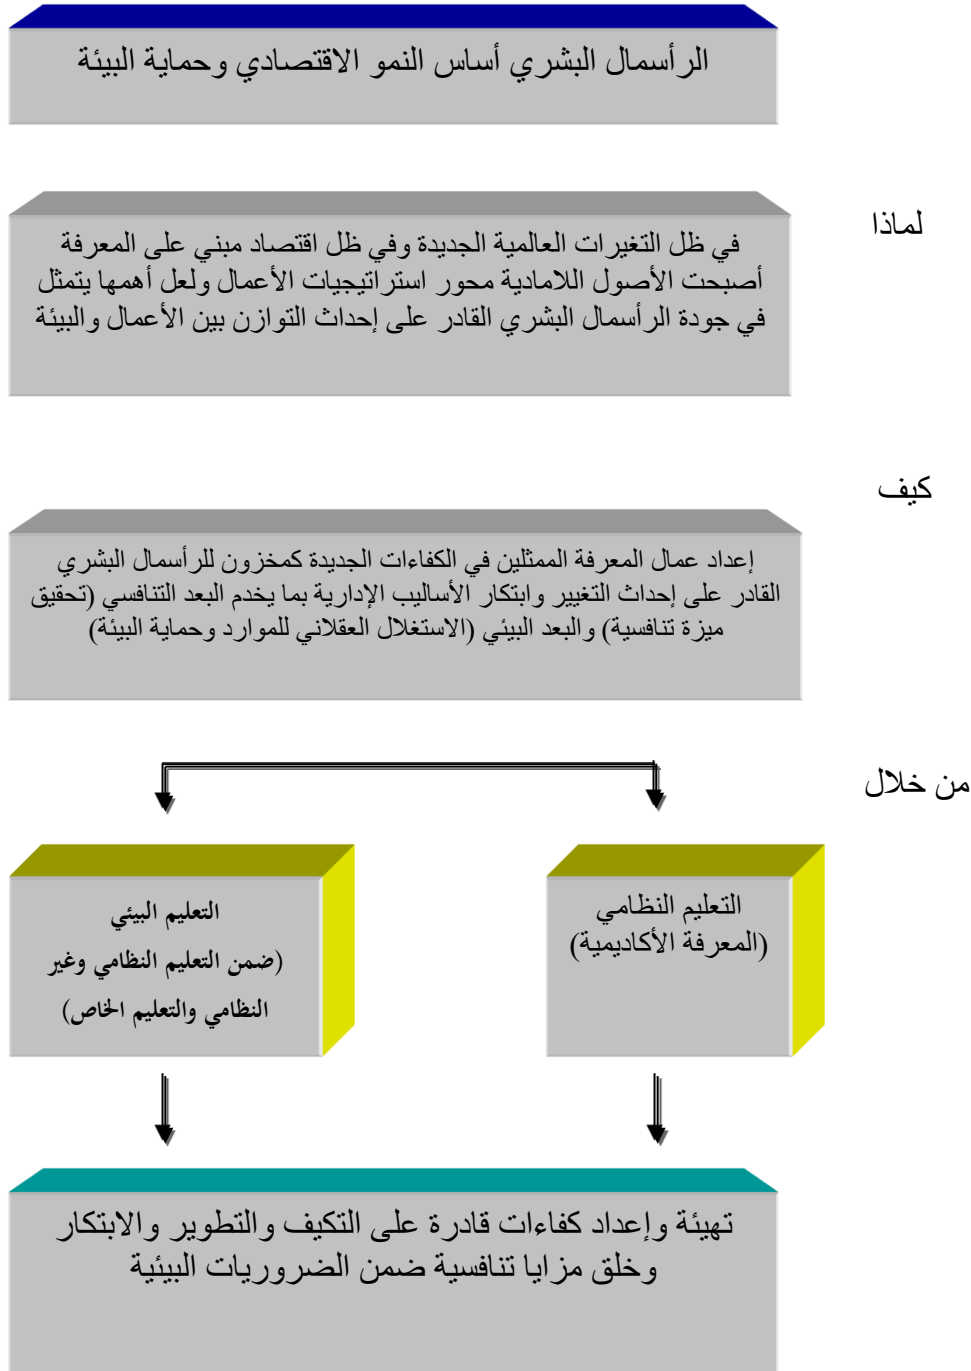 الرأسمال البشري أساس النمو الاقتصادي وحماية البيئة
لماذا
في ظل التغيرات العالمية الجديدة وفي ظل اقتصاد مبني على المعرفة
أصبحت الأصول اللامادية محور استراتيجيات الأعمال ولعل أهمها يتمثل
في جودة الرأسمال البشري القادر على إحداث التوازن بين الأعمال والبيئة
كيف
إعداد عمال المعرفة الممثلين في الكفاءات الجديدة كمخزون للرأسمال البشري
القادر على إحداث التغيير وابتكار الأساليب الإدارية بما يخدم البعد التنافسي (تحقيق
ميزة تنافسية) والبعد البيئي (الاستغلال العقلاني للموارد وحماية البيئة)
من خلال
التعليم النظامي
(المعرفة الأكاديمية)
التعليم البيئي
(ضمن التعليم النظامي وغير
النظامي والتعليم الخاص)
تهيئة وإعداد كفاءات قادرة على التكيف والتطوير والابتكار
وخلق مزايا تنافسية ضمن الضروريات البيئية